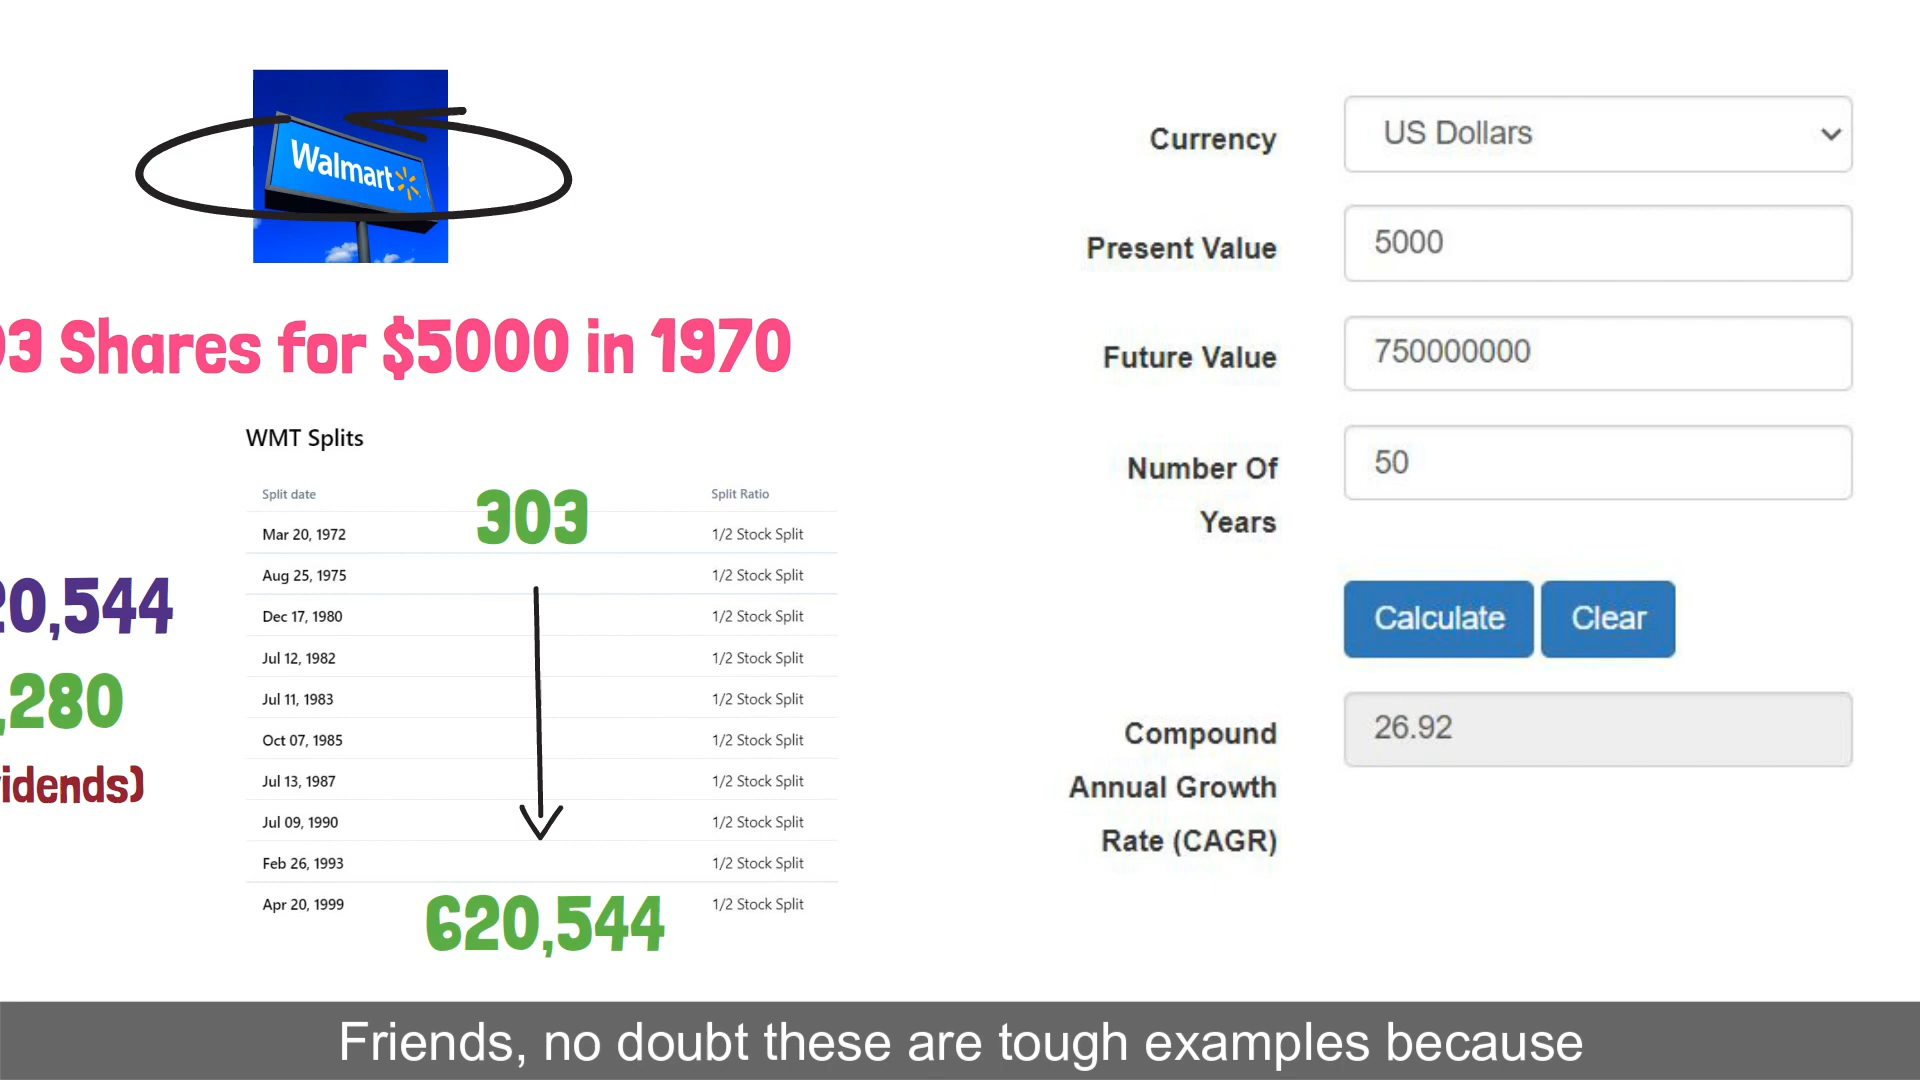 Walmart
03 Shares for $5000 in 1970
WMT Splits
Split date Split Ratio
303
Mar 20, 1972 1/2 Stock Split
Aug 25, 1975 1/2 Stock Split
Dec 17, 1980 1/2 Stock Split
Jul 12, 1982 1/2 Stock Split
Jul 11, 1983 1/2 Stock Split
Oct 07, 1985 1/2 Stock Split
Jul 13, 1987 1/2 Stock Split
Jul 09, 1990 1/2 Stock Split
Feb 26, 1993 1/2 Stock Split
Apr 20, 1999 1/2 Stock Split
620,544
20,544
,280
idends)
Currency US Dollars
Present Value 5000
Future Value 750000000
Number Of 50
Years
Calculate Clear
Compound 26.92
Annual Growth
Rate (CAGR)
Friends, no doubt these are tough examples because